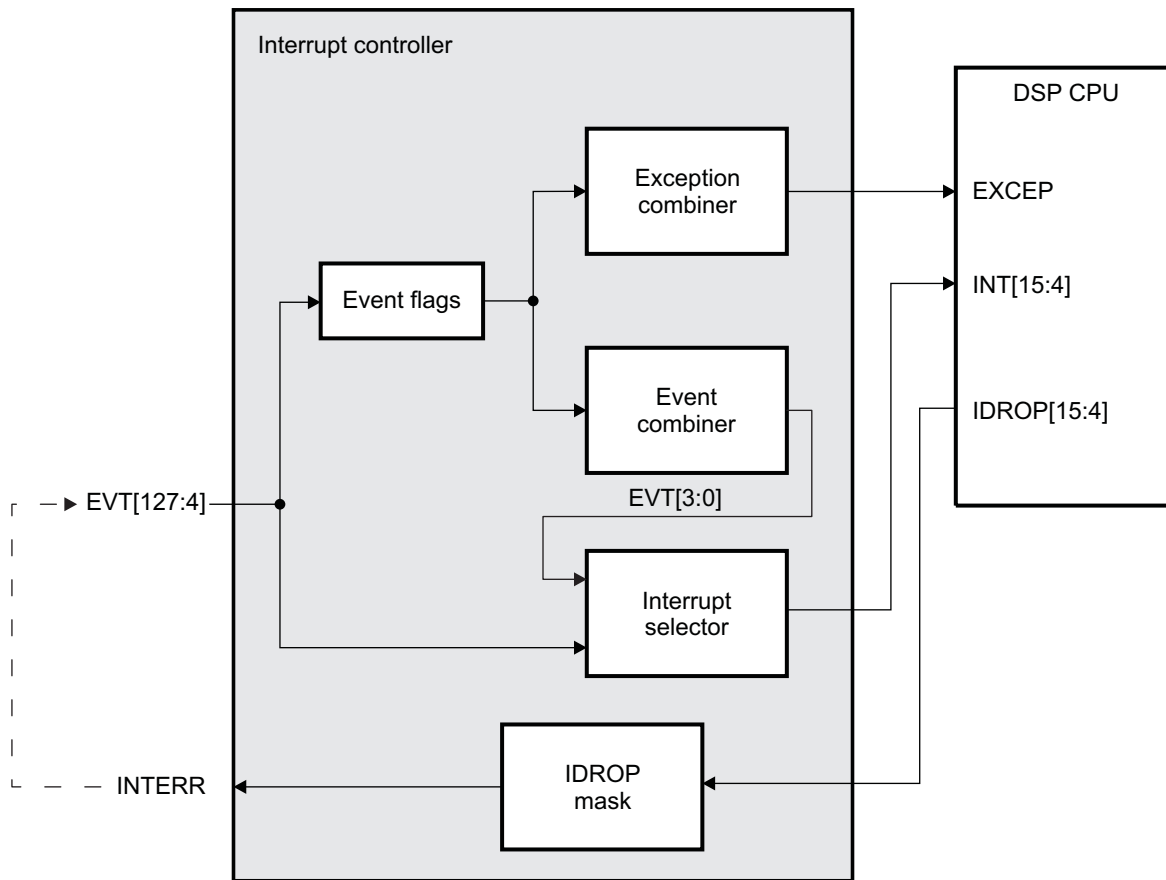 Interrupt controller
DSP CPU
Exception
combiner
EXCEP
Event flags
INT[15:4]
Event
combiner
IDROP[15:4]
EVT[127:4]
EVT[3:0]
Interrupt
selector
INTERR
IDROP
mask